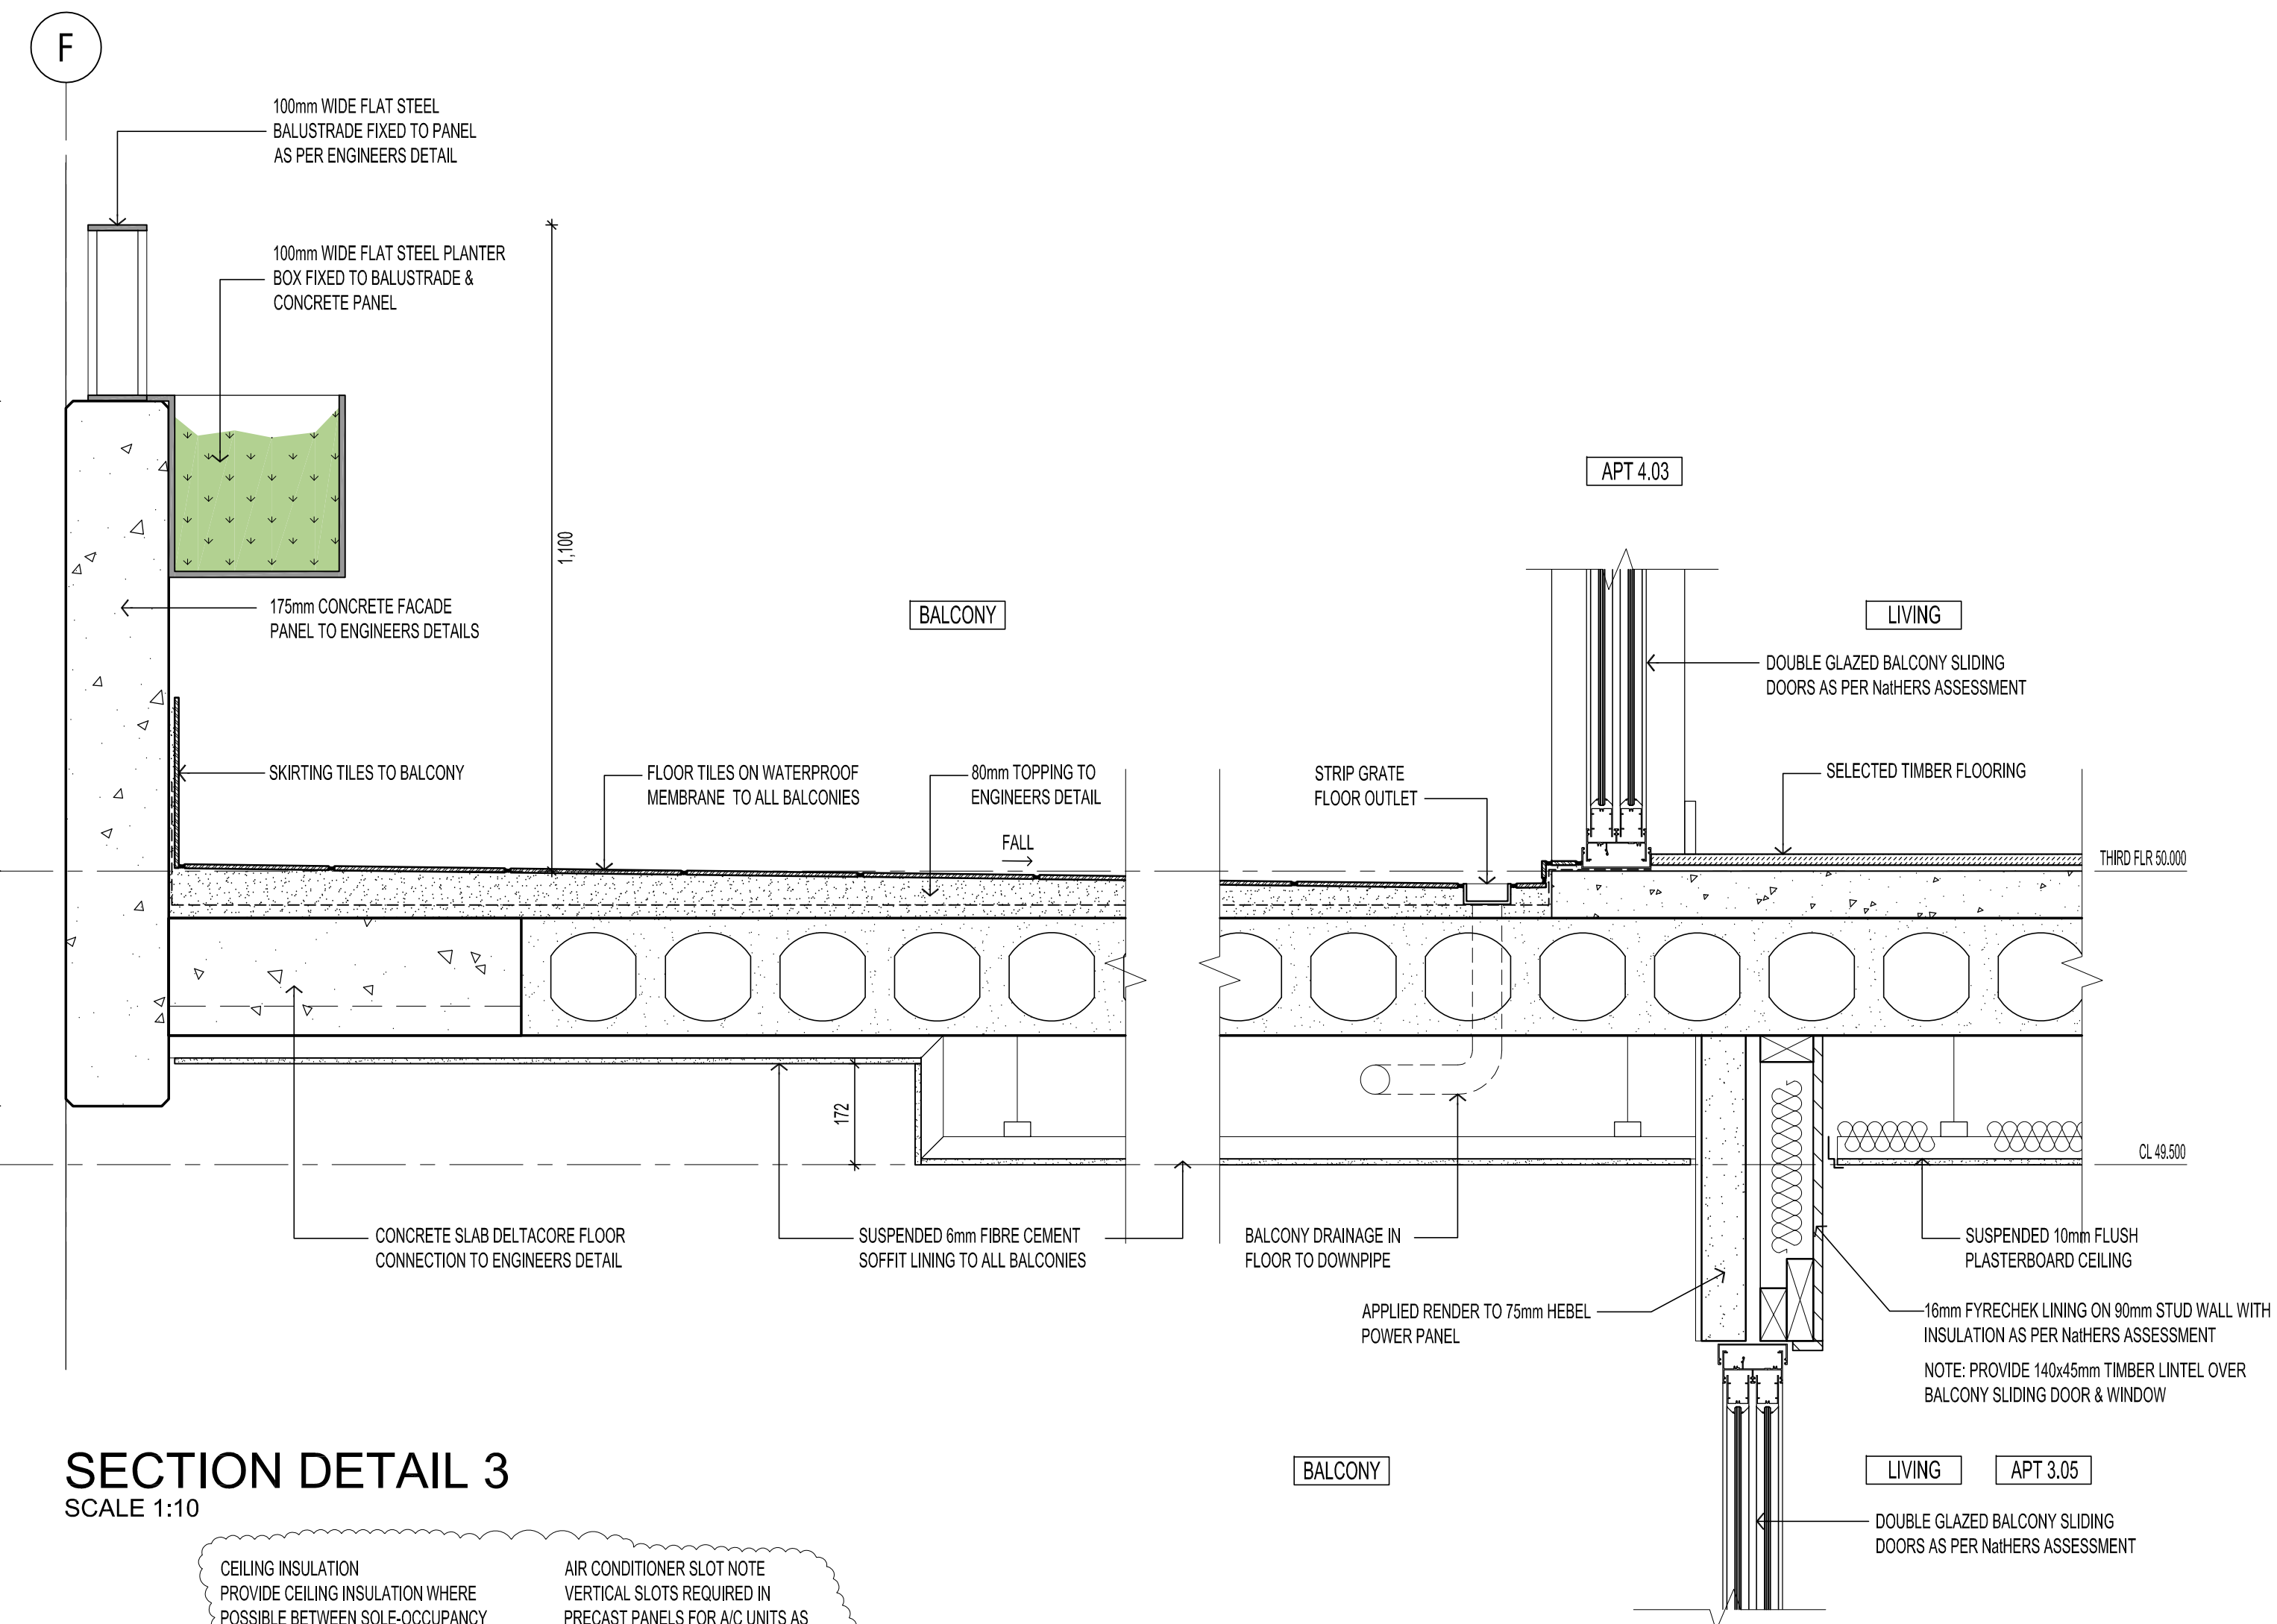 F
100mm WIDE FLAT STEEL
BALUSTRADE FIXED TO PANEL
AS PER ENGINEERS DETAIL
100mm WIDE FLAT STEEL PLANTER
BOX FIXED TO BALUSTRADE &
CONCRETE PANEL
1,100
175mm CONCRETE FACADE
PANEL TO ENGINEERS DETAILS
BALCONY
APT 4.03
LIVING
DOUBLE GLAZED BALCONY SLIDING
DOORS AS PER NatHERS ASSESSMENT
SKIRTING TILES TO BALCONY
FLOOR TILES ON WATERPROOF
MEMBRANE TO ALL BALCONIES
80mm TOPPING TO
ENGINEERS DETAIL
FALL
STRIP GRATE
FLOOR OUTLET
SELECTED TIMBER FLOORING
THIRD FLR 50.000
172
CL 49.500
CONCRETE SLAB DELTACORE FLOOR
CONNECTION TO ENGINEERS DETAIL
SUSPENDED 6mm FIBRE CEMENT
SOFFIT LINING TO ALL BALCONIES
BALCONY DRAINAGE IN
FLOOR TO DOWNPIPE
SUSPENDED 10mm FLUSH
PLASTERBOARD CEILING
APPLIED RENDER TO 75mm HEBEL
POWER PANEL
16mm FYRECHEK LINING ON 90mm STUD WALL WITH
INSULATION AS PER NatHERS ASSESSMENT
NOTE: PROVIDE 140x45mm TIMBER LINTEL OVER
BALCONY SLIDING DOOR & WINDOW
SECTION DETAIL 3
SCALE 1:10
BALCONY
LIVING
APT 3.05
DOUBLE GLAZED BALCONY SLIDING
DOORS AS PER NatHERS ASSESSMENT
CEILING INSULATION
PROVIDE CEILING INSULATION WHERE
POSSIBLE BETWEEN SOLE-OCCUPANCY
AIR CONDITIONER SLOT NOTE
VERTICAL SLOTS REQUIRED IN
PRECAST PANELS FOR A/C UNITS AS